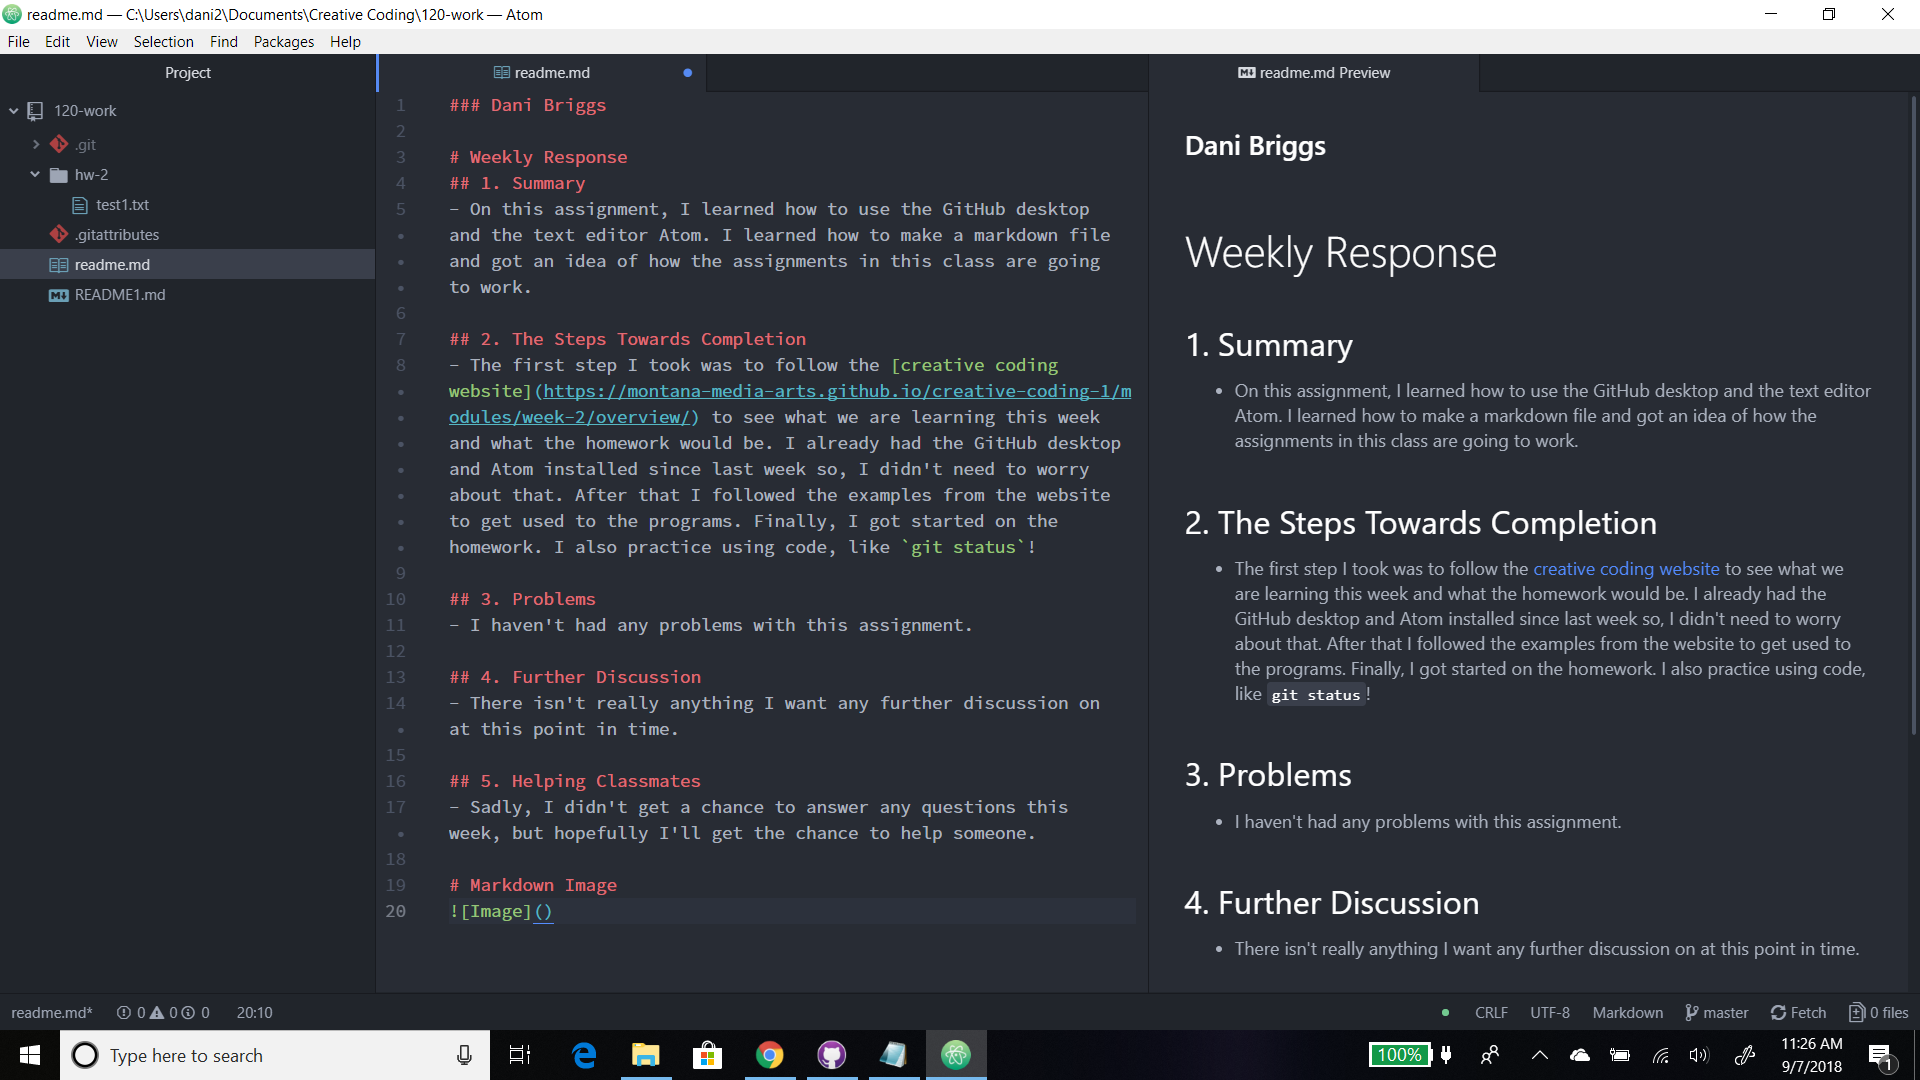 readme.md — C:\Users\dani2\Documents\Creative Coding\120-work — Atom
File Edit View Selection Find Packages Help
Project
120-work
.git
hw-2
test1.txt
.gitattributes
readme.md
README1.md
readme.md
1 ### Dani Briggs
2
3 # Weekly Response
4 ## 1. Summary
5 - On this assignment, I learned how to use the GitHub desktop
and the text editor Atom. I learned how to make a markdown file
and got an idea of how the assignments in this class are going
to work.
6
7 ## 2. The Steps Towards Completion
8 - The first step I took was to follow the [creative coding
website](https://montana-media-arts.github.io/creative-coding-1/m
odules/week-2/overview/) to see what we are learning this week
and what the homework would be. I already had the GitHub desktop
and Atom installed since last week so, I didn't need to worry
about that. After that I followed the examples from the website
to get used to the programs. Finally, I got started on the
homework. I also practice using code, like `git status`!
9
10 ## 3. Problems
11 - I haven't had any problems with this assignment.
12
13 ## 4. Further Discussion
14 - There isn't really anything I want any further discussion on
at this point in time.
15
16 ## 5. Helping Classmates
17 - Sadly, I didn't get a chance to answer any questions this
week, but hopefully I'll get the chance to help someone.
18
19 # Markdown Image
20 ![Image]()
readme.md Preview
Dani Briggs
Weekly Response
1. Summary
• On this assignment, I learned how to use the GitHub desktop and the text editor
Atom. I learned how to make a markdown file and got an idea of how the
assignments in this class are going to work.
2. The Steps Towards Completion
• The first step I took was to follow the creative coding website to see what we
are learning this week and what the homework would be. I already had the
GitHub desktop and Atom installed since last week so, I didn't need to worry
about that. After that I followed the examples from the website to get used to
the programs. Finally, I got started on the homework. I also practice using code,
like git status!
3. Problems
• I haven't had any problems with this assignment.
4. Further Discussion
• There isn't really anything I want any further discussion on at this point in time.
readme.md* 0 0 0 20:10
CRLF UTF-8 Markdown master Fetch 0 files
Type here to search
100%
11:26 AM
9/7/2018
1